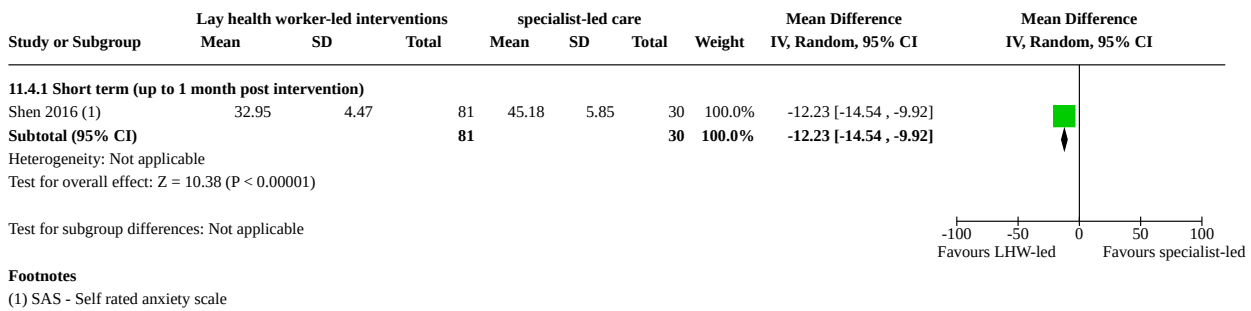 Lay health worker-led interventions specialist-led care Mean Difference Mean Difference
Study or Subgroup Mean SD Total Mean SD Total Weight IV, Random, 95% CI IV, Random, 95% CI
11.4.1 Short term (up to 1 month post intervention)
Shen 2016 (1) 32.95 4.47 81 45.18 5.85 30 100.0% -12.23 [-14.54 , -9.92]
Subtotal (95% CI) 81 30 100.0% -12.23 [-14.54 , -9.92]
Heterogeneity: Not applicable
Test for overall effect: Z = 10.38 (P < 0.00001)
Test for subgroup differences: Not applicable
-100 -50 0 50 100
Favours LHW-led Favours specialist-led
Footnotes
(1) SAS - Self rated anxiety scale